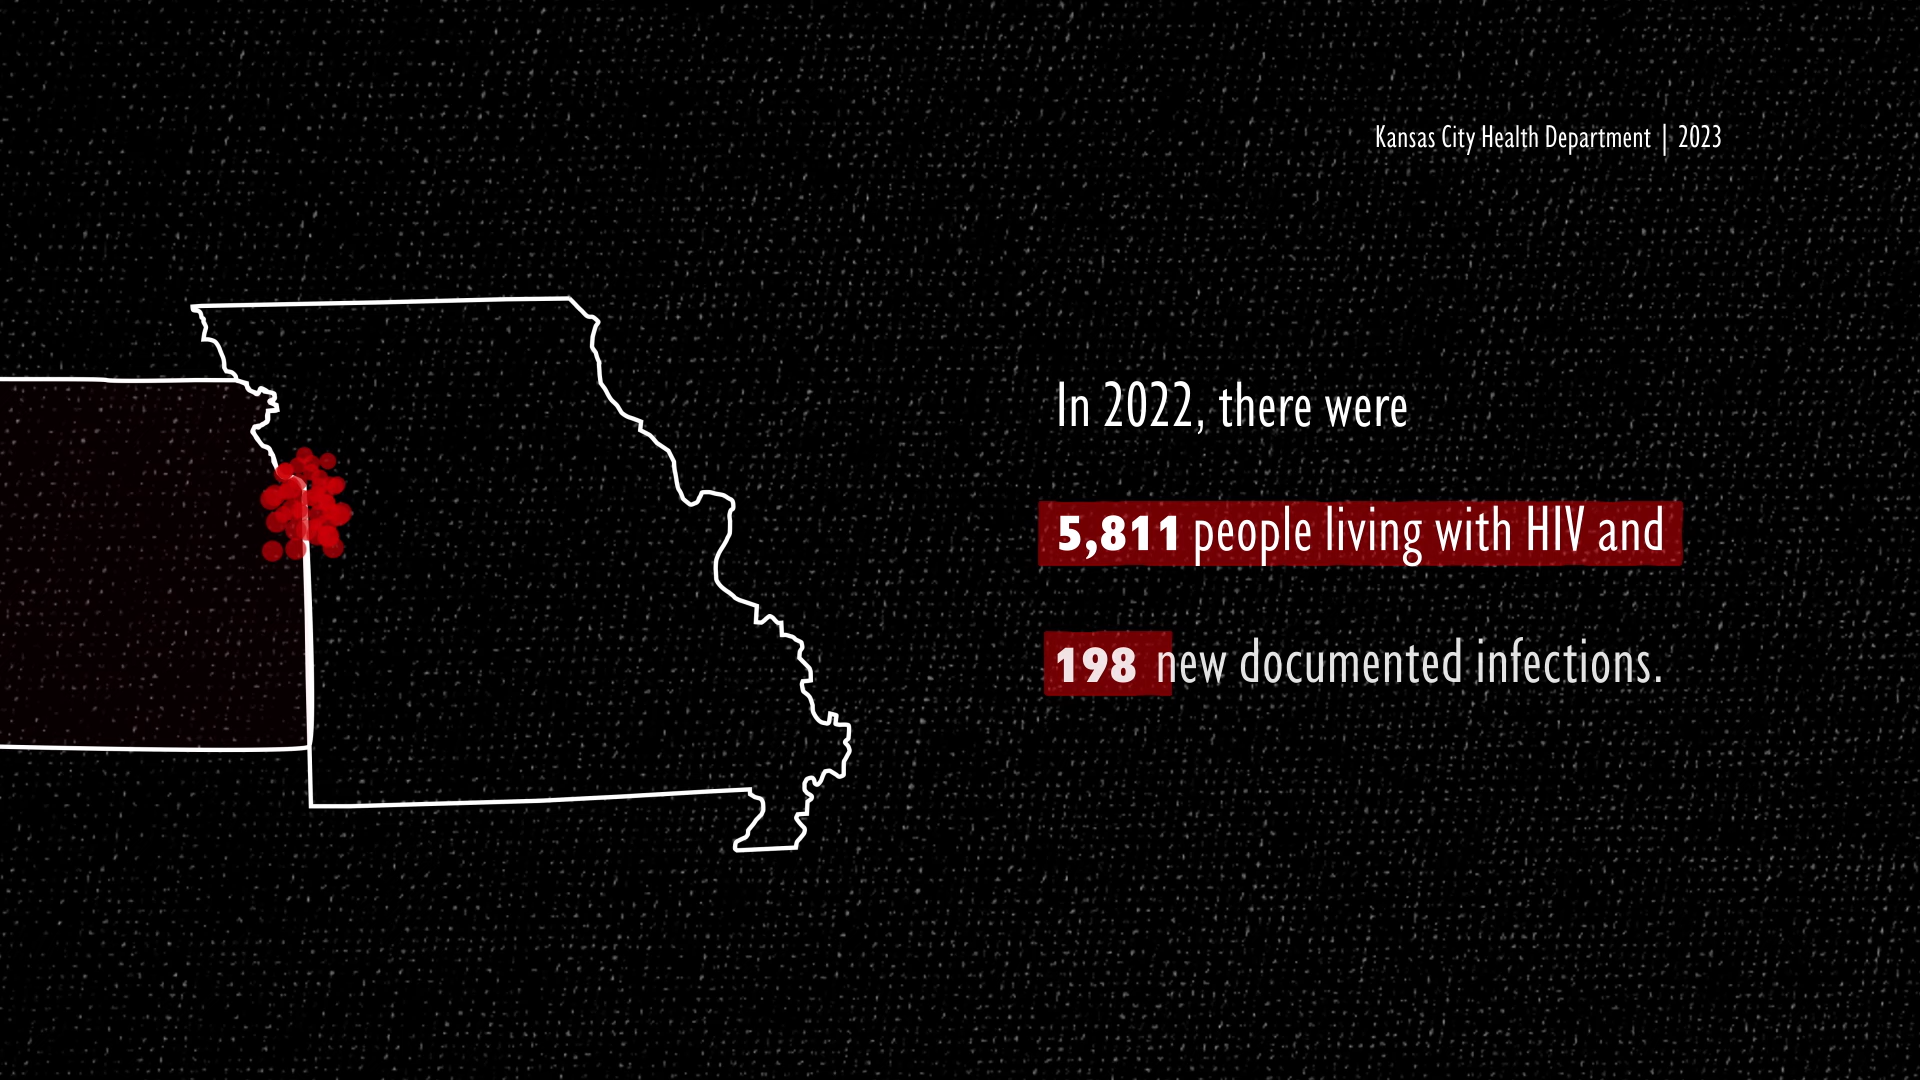 Kansas City Health Department | 2023
In 2022, there were
5,811 people living with HIV and
198 new documented infections.